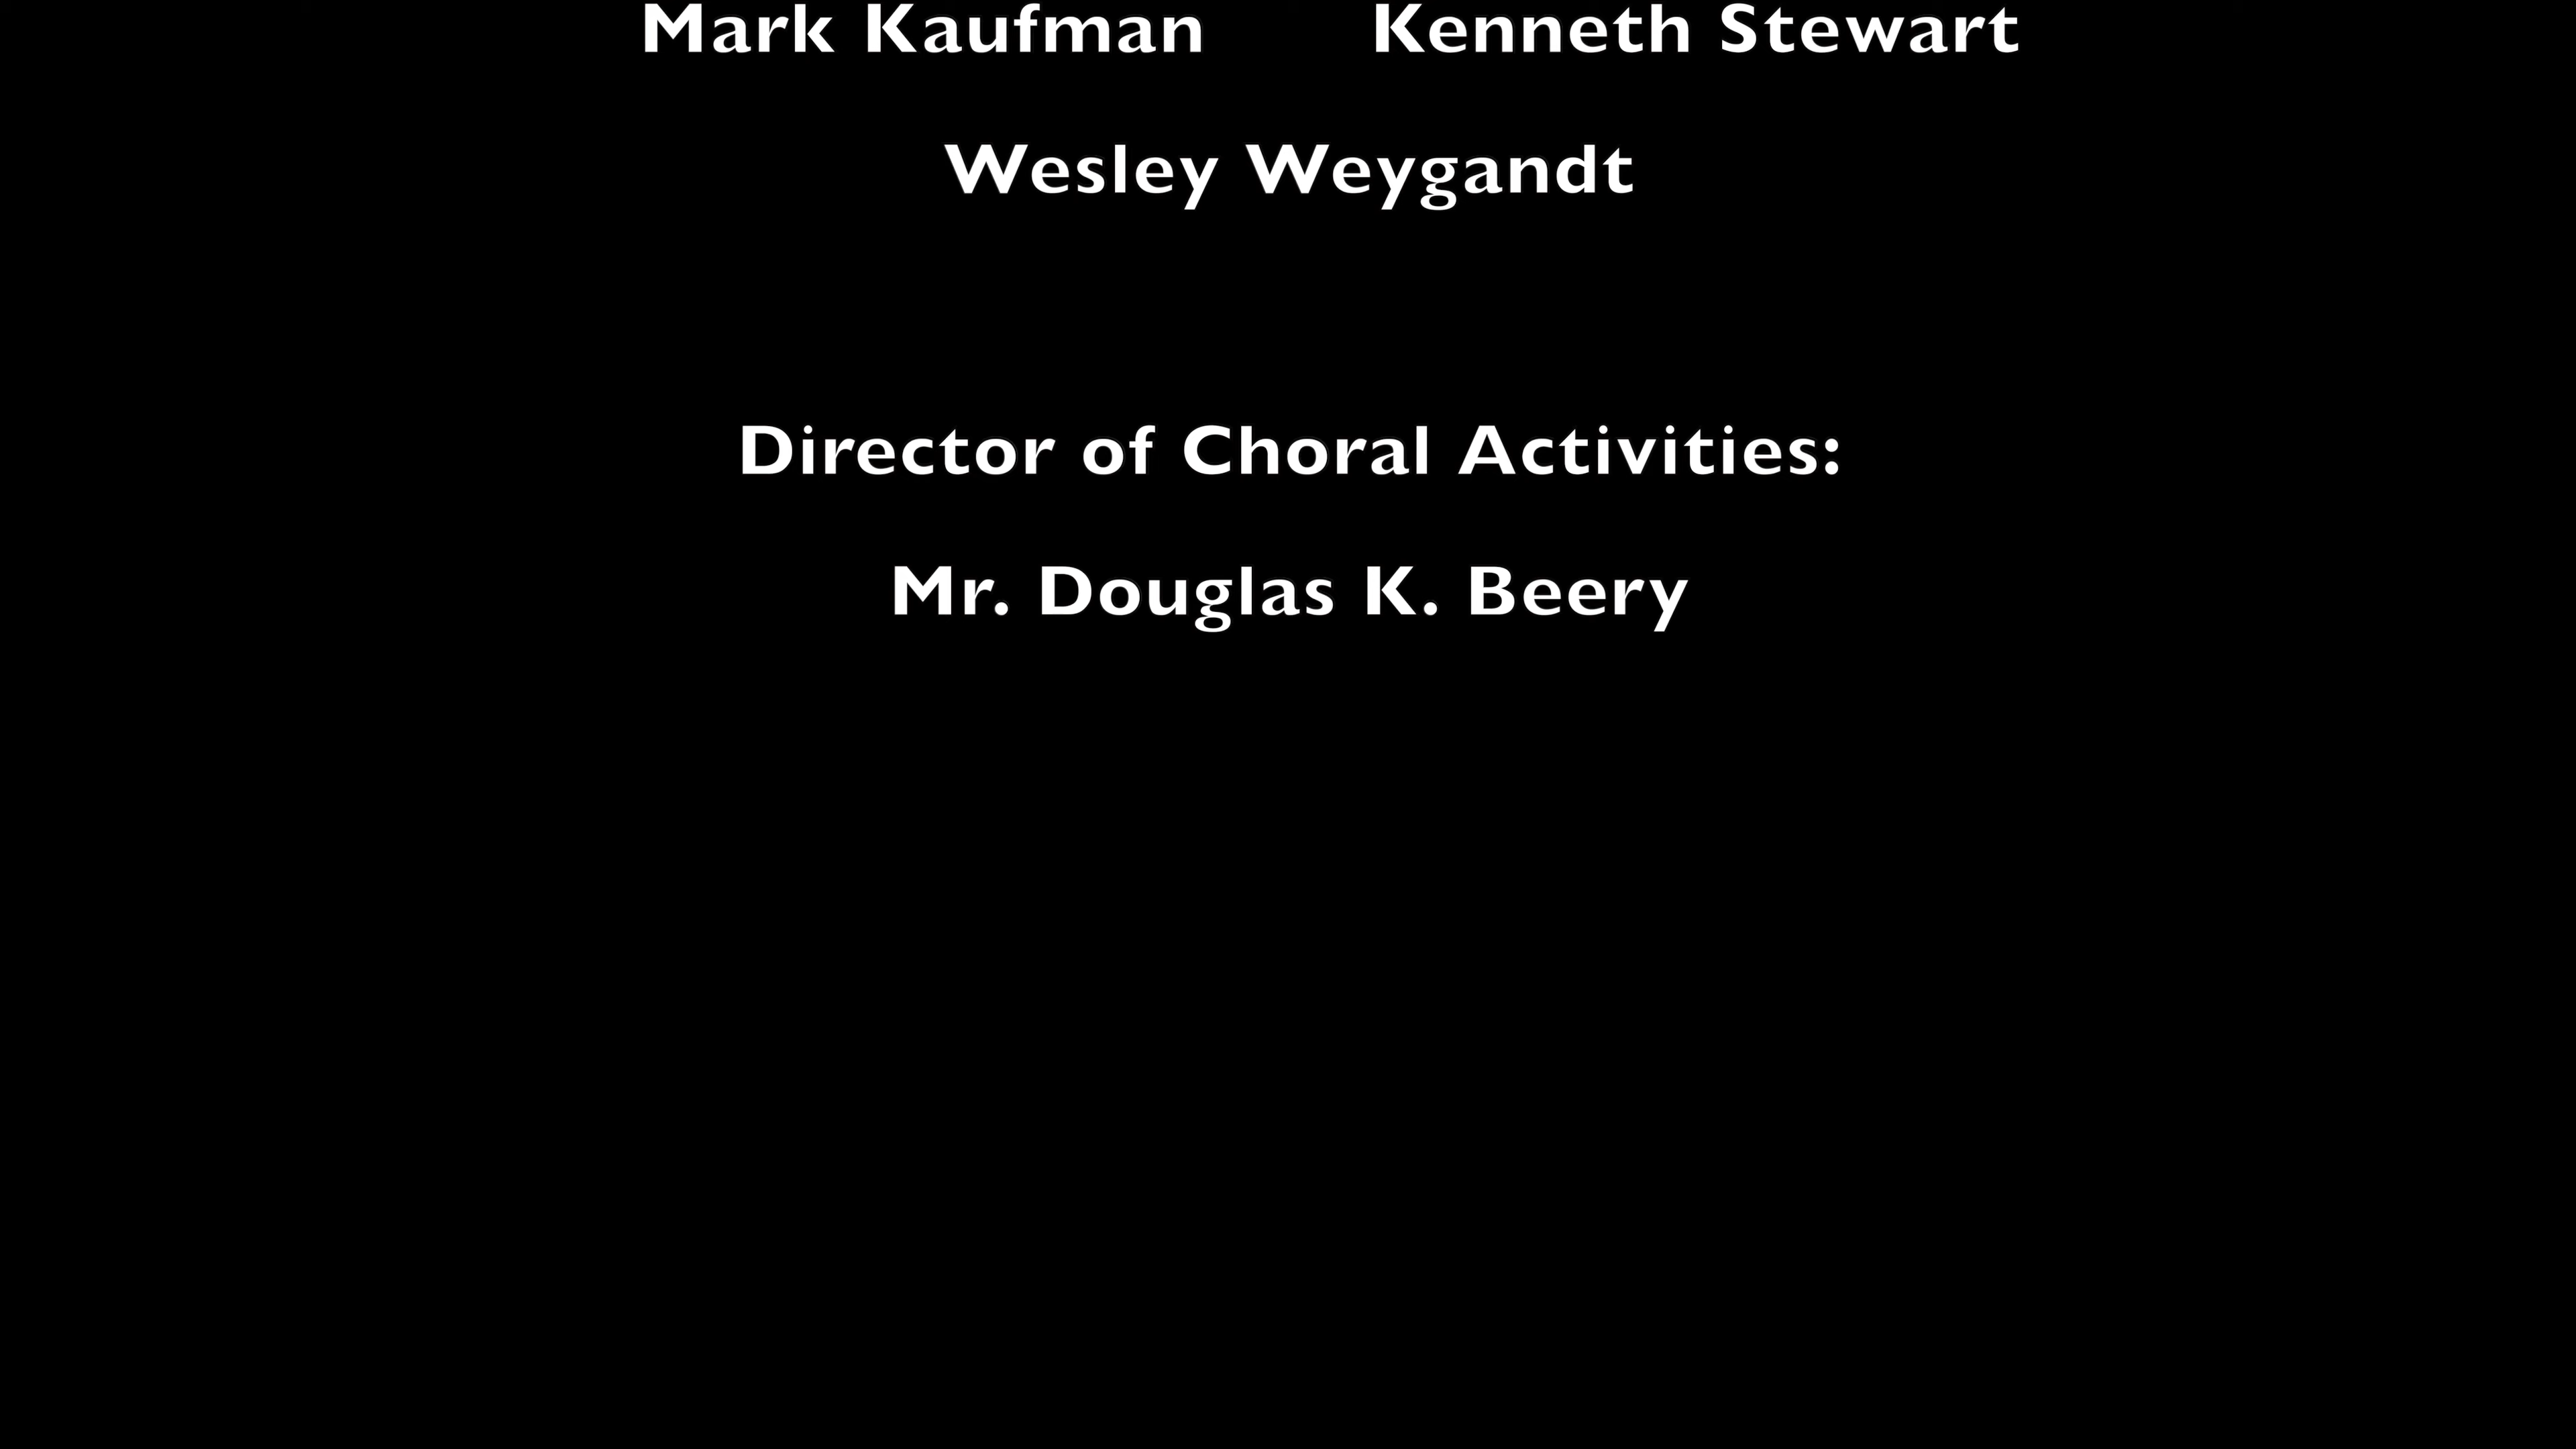 Mark Kaufman Kenneth Stewart
Wesley Weygandt
Director of Choral Activities:
Mr. Douglas K. Beery